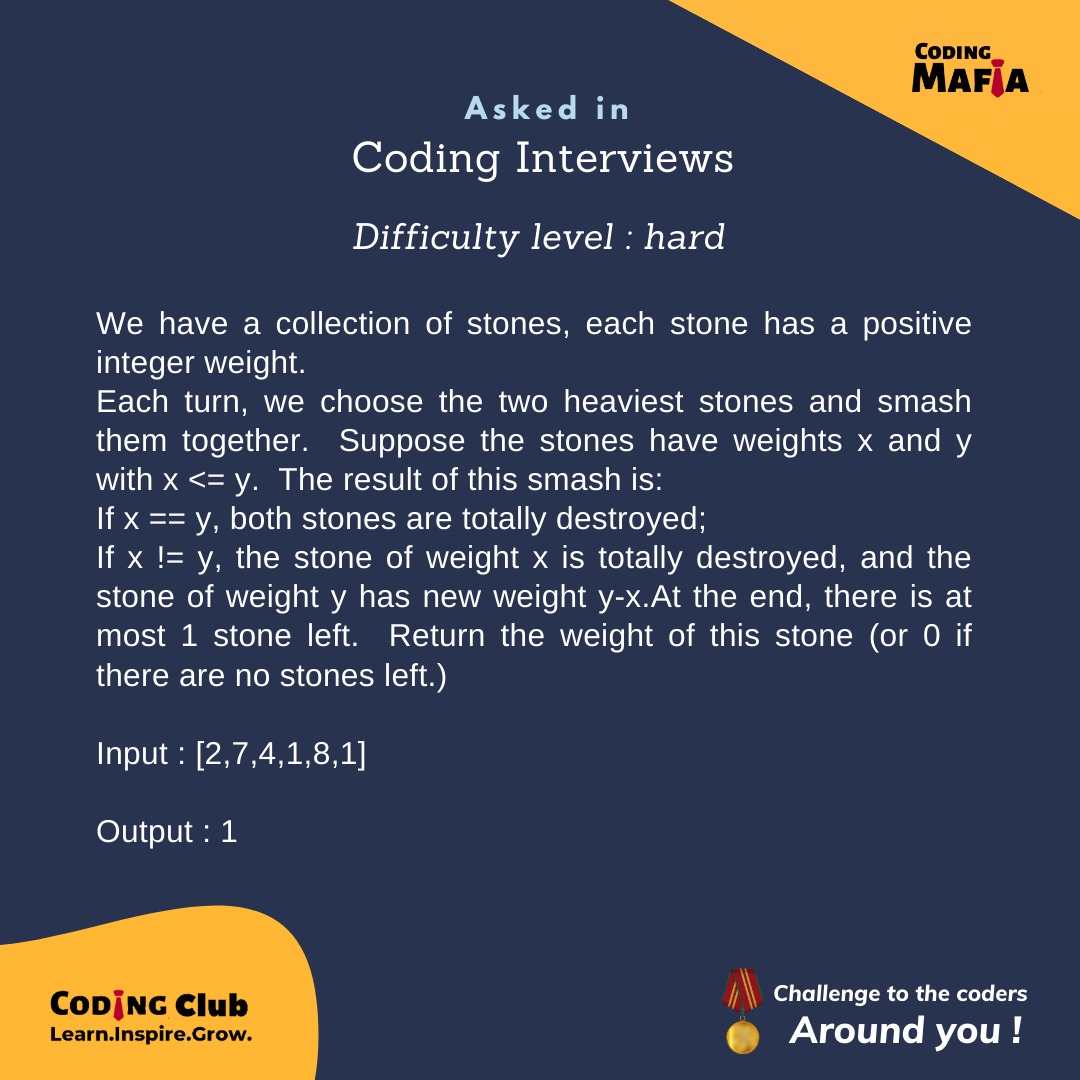 CODING
MAFIA
Asked in
Coding Interviews
Difficulty level : hard
We have a collection of stones, each stone has a positive
integer weight.
Each turn, we choose the two heaviest stones and smash
them together.  Suppose the stones have weights x and y
with x <= y.  The result of this smash is:
If x == y, both stones are totally destroyed;
If x != y, the stone of weight x is totally destroyed, and the
stone of weight y has new weight y-x.At the end, there is at
most 1 stone left.  Return the weight of this stone (or 0 if
there are no stones left.)
Input : [2,7,4,1,8,1]
Output : 1
CODING Club
Learn.Inspire.Grow.
Challenge to the coders
Around you !